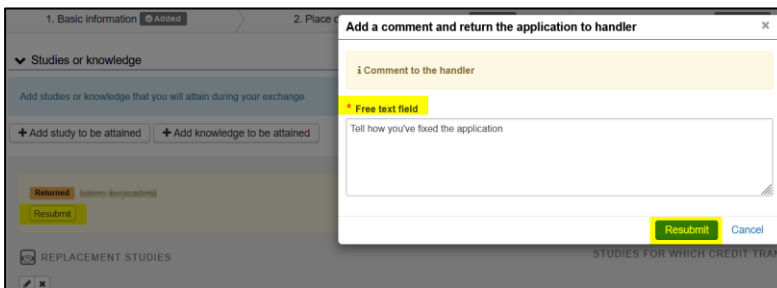 1. Basic information Added
2. Place
Add a comment and return the application to handler
×
Studies or knowledge
i Comment to the handler
Add studies or knowledge that you will attain during your exchange.
* Free text field
+ Add study to be attained + Add knowledge to be attained
Tell how you've fixed the application
Returned
Resubmit
Resubmit Cancel
REPLACEMENT STUDIES
STUDIES FOR WHICH CREDIT TRAN